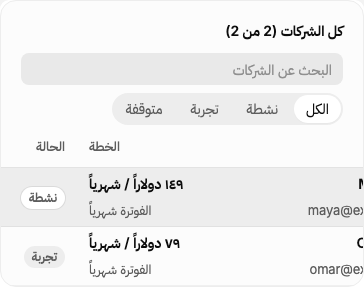 كل الشركات (2 من 2)
البحث عن الشركات
الكل نشطة تجربة متوقفة
الخطة الحالة
١٤٩ دولاراً / شهرياً
نشطة
maya@ex الفوترة شهرياً
٧٩ دولاراً / شهرياً
تجربة
omar@ex الفوترة شهرياً